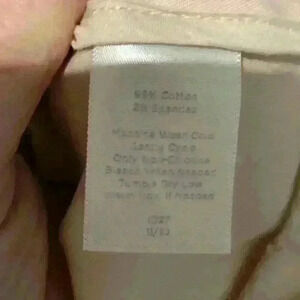 98% Cotton
2% Spandex
Machine Wash Cold
Gentle Cycle
Only Non-Chlorine
Bleach When Needed
Tumble Dry Low
Warm Iron If Needed